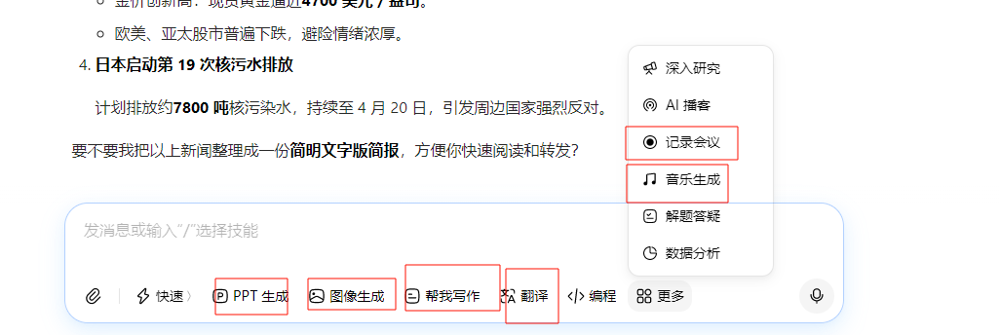 金价创新高：现货黄金逼近4700 美元 / 盎司。
欧美、亚太股市普遍下跌，避险情绪浓厚。
4. 日本启动第 19 次核污水排放
计划排放约7800 吨核污染水，持续至 4 月 20 日，引发周边国家强烈反对。
要不要我把以上新闻整理成一份简明文字版简报，方便你快速阅读和转发？
深入研究
AI 播客
记录会议
音乐生成
解题答疑
数据分析
发消息或输入“/”选择技能
快速
PPT 生成
图像生成
帮我写作
翻译
编程
更多